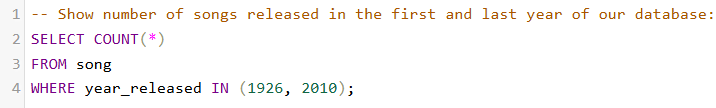 1 -- Show number of songs released in the first and last year of our database:
2 SELECT COUNT(*)
3 FROM song
4 WHERE year_released IN (1926, 2010);